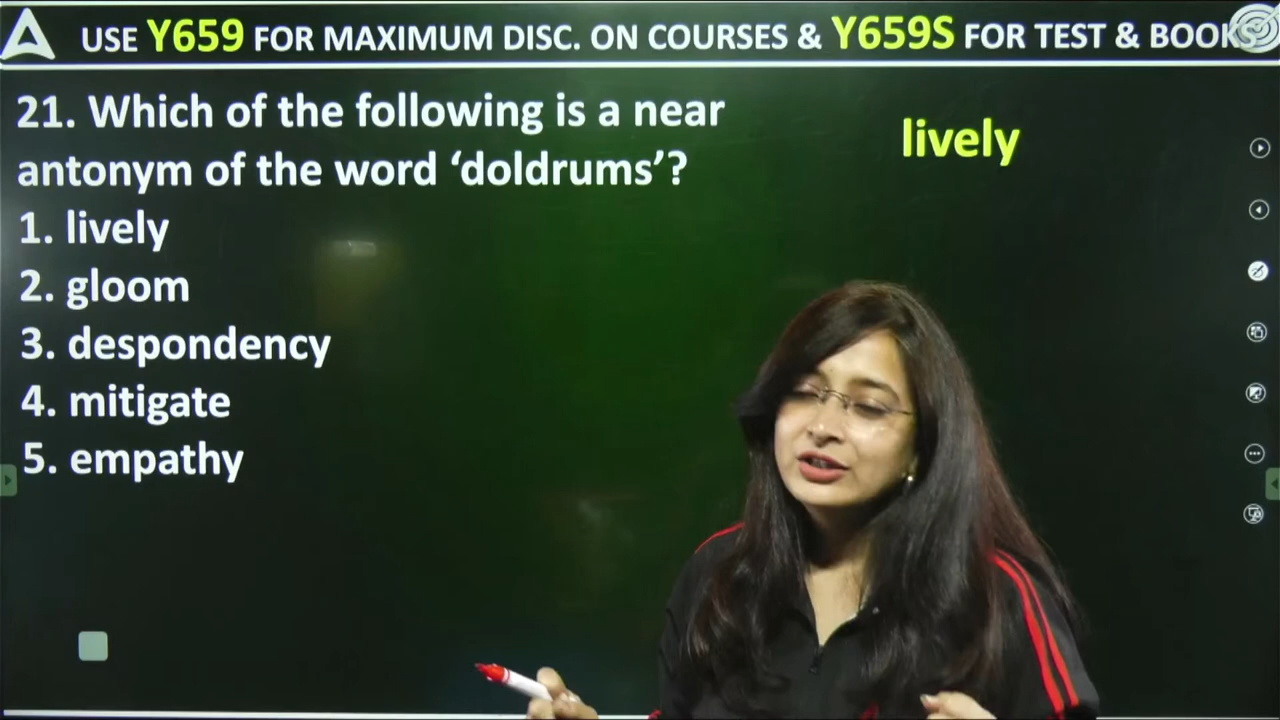 USE Y659 FOR MAXIMUM DISC. ON COURSES & Y659S FOR TEST & BOOKS
21. Which of the following is a near
antonym of the word ‘doldrums’?
lively
1. lively
2. gloom
3. despondency
4. mitigate
5. empathy